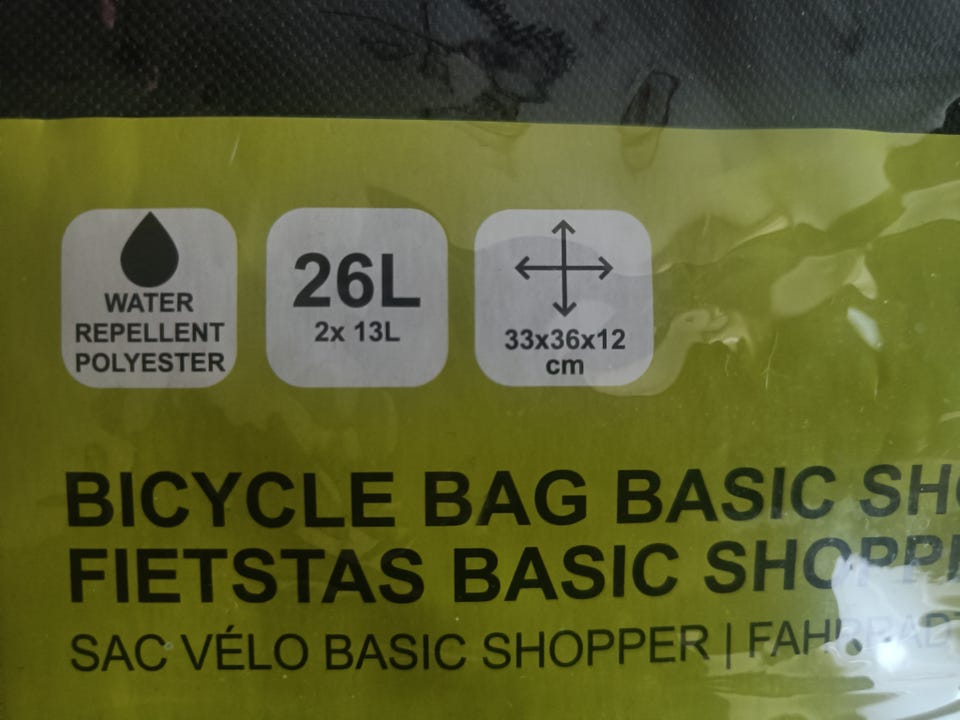 WATER
REPELLENT
POLYESTER
26L
2x 13L
33x36x12
cm
BICYCLE BAG BASIC
FIETSTAS BASIC
SAC VÉLO BASIC SHOPPER |